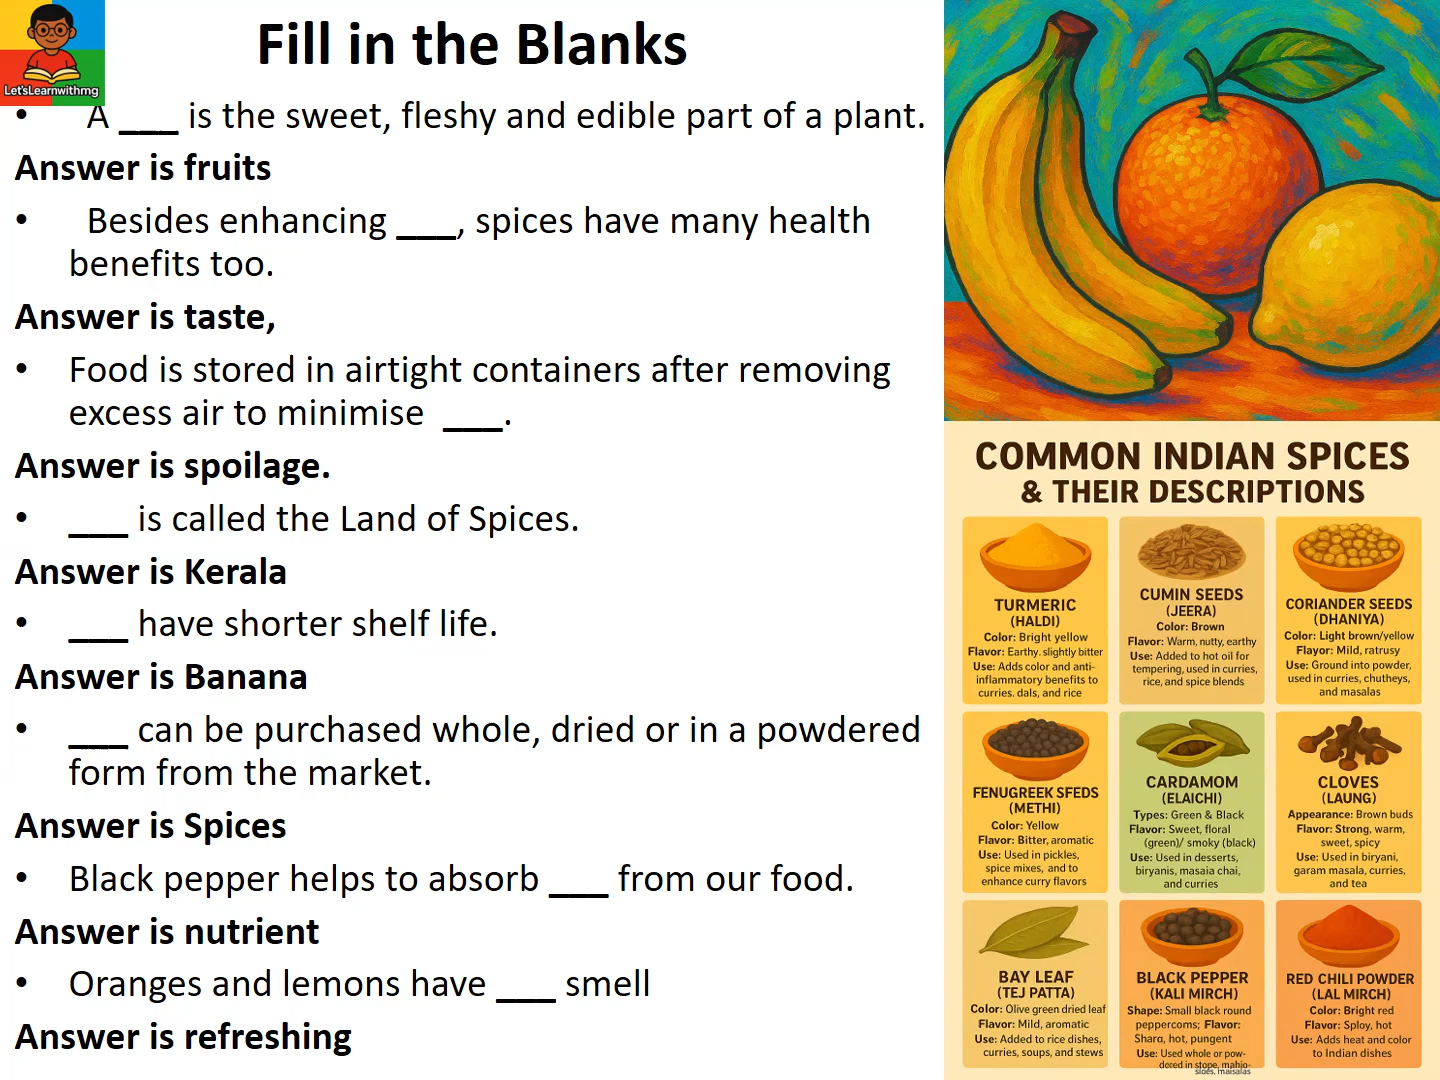 Let'sLearnwithmg
Fill in the Blanks
• A ___ is the sweet, fleshy and edible part of a plant.
Answer is fruits
• Besides enhancing ___, spices have many health
benefits too.
Answer is taste,
• Food is stored in airtight containers after removing
excess air to minimise ___.
Answer is spoilage.
• ___ is called the Land of Spices.
Answer is Kerala
• ___ have shorter shelf life.
Answer is Banana
• ___ can be purchased whole, dried or in a powdered
form from the market.
Answer is Spices
• Black pepper helps to absorb ___ from our food.
Answer is nutrient
• Oranges and lemons have ___ smell
Answer is refreshing
COMMON INDIAN SPICES
& THEIR DESCRIPTIONS
TURMERIC
(HALDI)
Color: Bright yellow
Flavor: Earthy. slightly bitter
Use: Adds color and anti-
inflammatory benefits to
curries. dals, and rice
CUMIN SEEDS
(JEERA)
Color: Brown
Flavor: Warm, nutty, earthy
Use: Added to hot oil for
tempering, used in curries,
rice, and spice blends
CORIANDER SEEDS
(DHANIYA)
Color: Light brown/yellow
Flayor: Mild, ratrusy
Use: Ground into powder,
used in curries, chutheys,
and masalas
FENUGREEK SFEDS
(METHI)
Color: Yellow
Flavor: Bitter, aromatic
Use: Used in pickles,
spice mixes, and to
enhance curry flavors
CARDAMOM
(ELAICHI)
Types: Green & Black
Flavor: Sweet, floral
(green)/ smoky (black)
Use: Used in desserts,
biryanis, masaia chai,
and curries
CLOVES
(LAUNG)
Appearance: Brown buds
Flavor: Strong, warm,
sweet, spicy
Use: Used in biryani,
garam masala, curries,
and tea
BAY LEAF
(TEJ PATTA)
Color: Olive green dried leaf
Flavor: Mild, aromatic
Use: Added to rice dishes,
curries, soups, and stews
BLACK PEPPER
(KALI MIRCH)
Shape: Small black round
peppercoms; Flavor:
Shara, hot, pungent
Use: Used whole or pow-
dered in stope, mahjo-
RED CHILI POWDER
(LAL MIRCH)
Color: Bright red
Flavor: Sploy, hot
Use: Adds heat and color
to Indian dishes